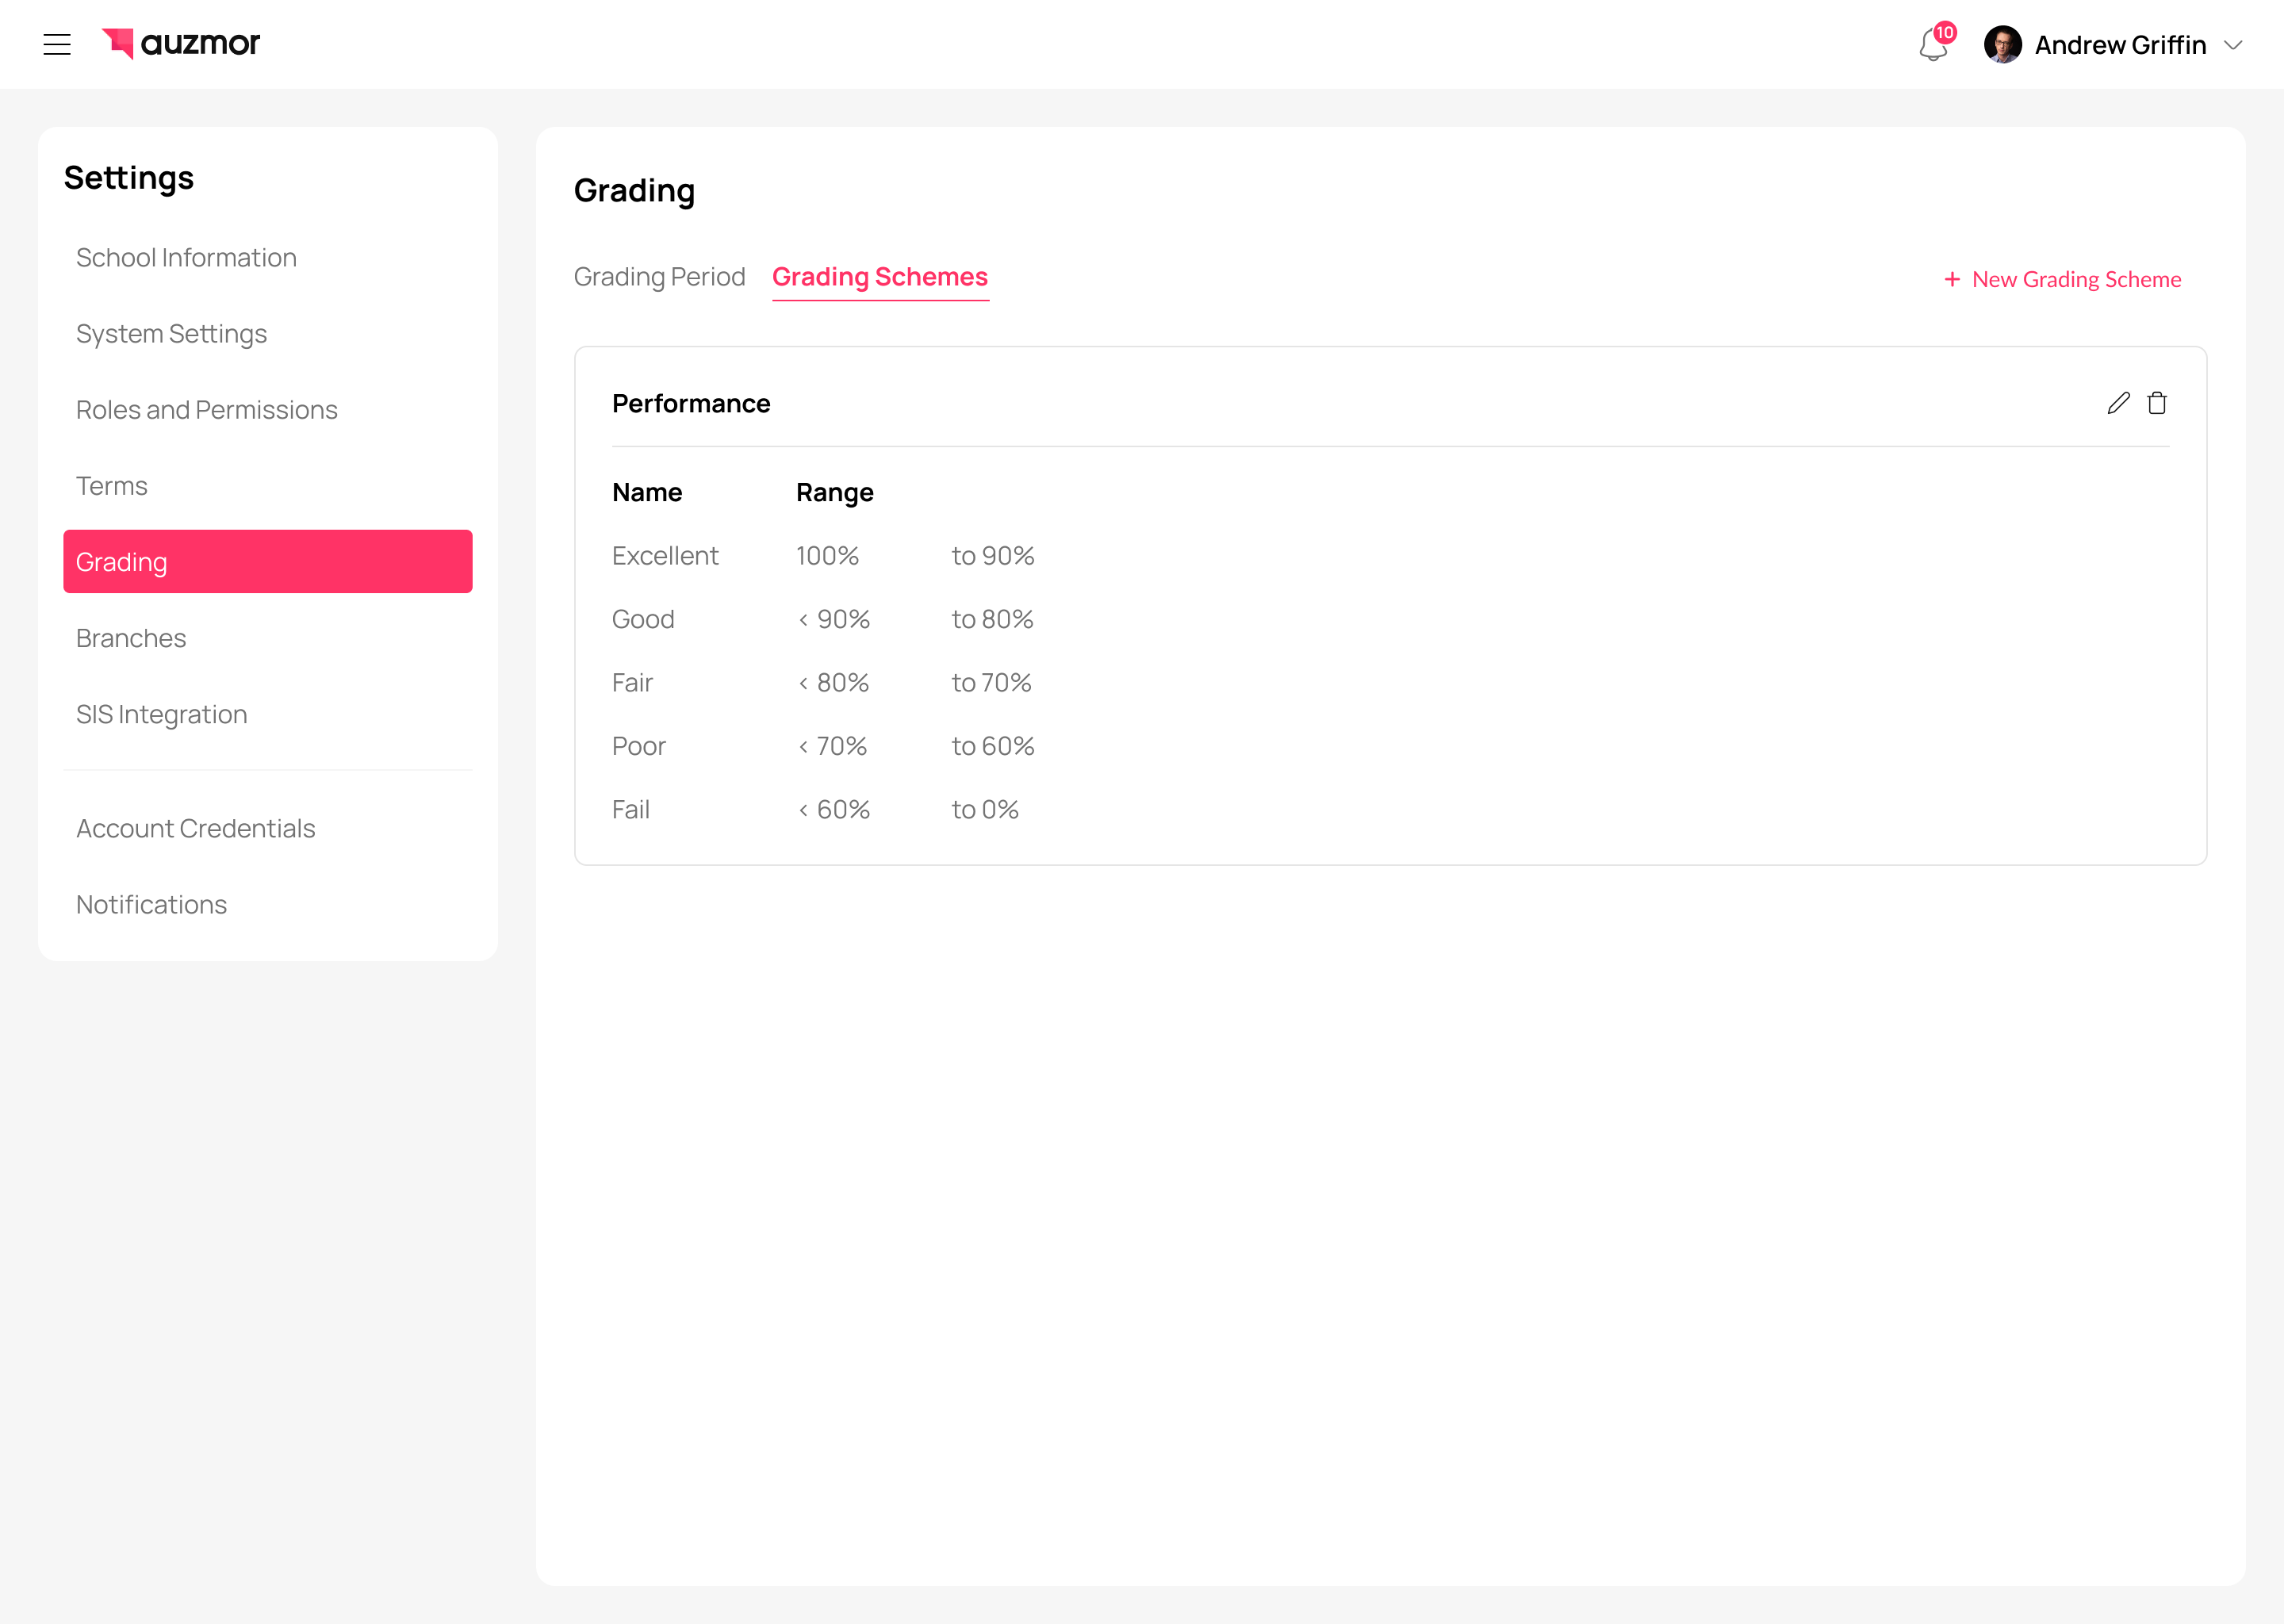 auzmor
10
Andrew Griffin
Settings
School Information
System Settings
Roles and Permissions
Terms
Grading
Branches
SIS Integration
Account Credentials
Notifications
Grading
Grading Period Grading Schemes
+ New Grading Scheme
Performance
Name Range
Excellent 100% to 90%
Good < 90% to 80%
Fair < 80% to 70%
Poor < 70% to 60%
Fail < 60% to 0%